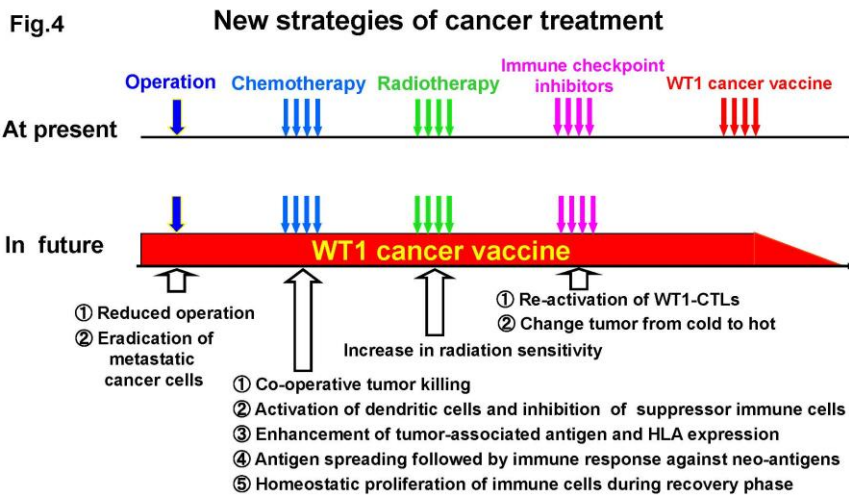 Fig.4
New strategies of cancer treatment
Operation
Chemotherapy
Radiotherapy
Immune checkpoint
inhibitors
WT1 cancer vaccine
At present
In future
WT1 cancer vaccine
① Reduced operation
② Eradication of
metastatic
cancer cells
① Re-activation of WT1-CTLs
② Change tumor from cold to hot
Increase in radiation sensitivity
① Co-operative tumor killing
② Activation of dendritic cells and inhibition of suppressor immune cells
③ Enhancement of tumor-associated antigen and HLA expression
④ Antigen spreading followed by immune response against neo-antigens
⑤ Homeostatic proliferation of immune cells during recovery phase